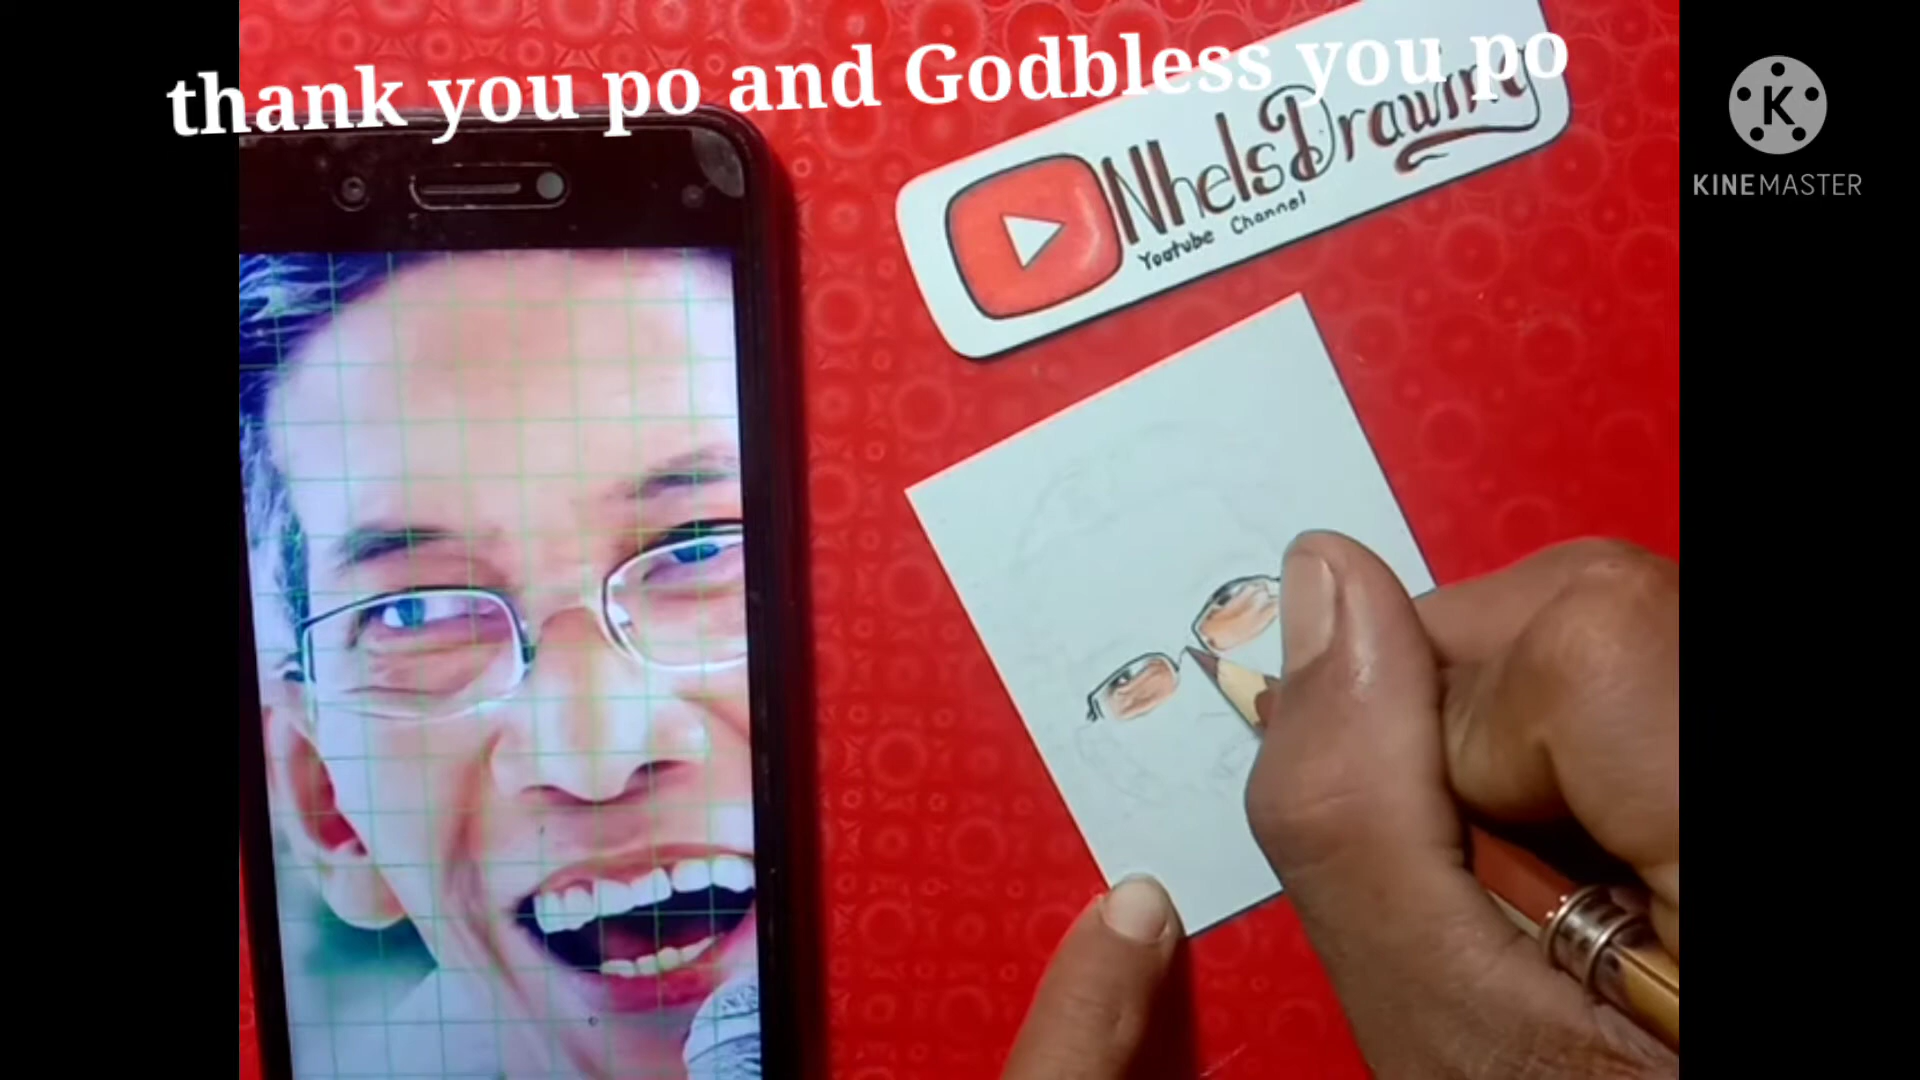 thank you po and Godbless you po
NhelsDrawing
Youtube Channel
K
KINEMASTER